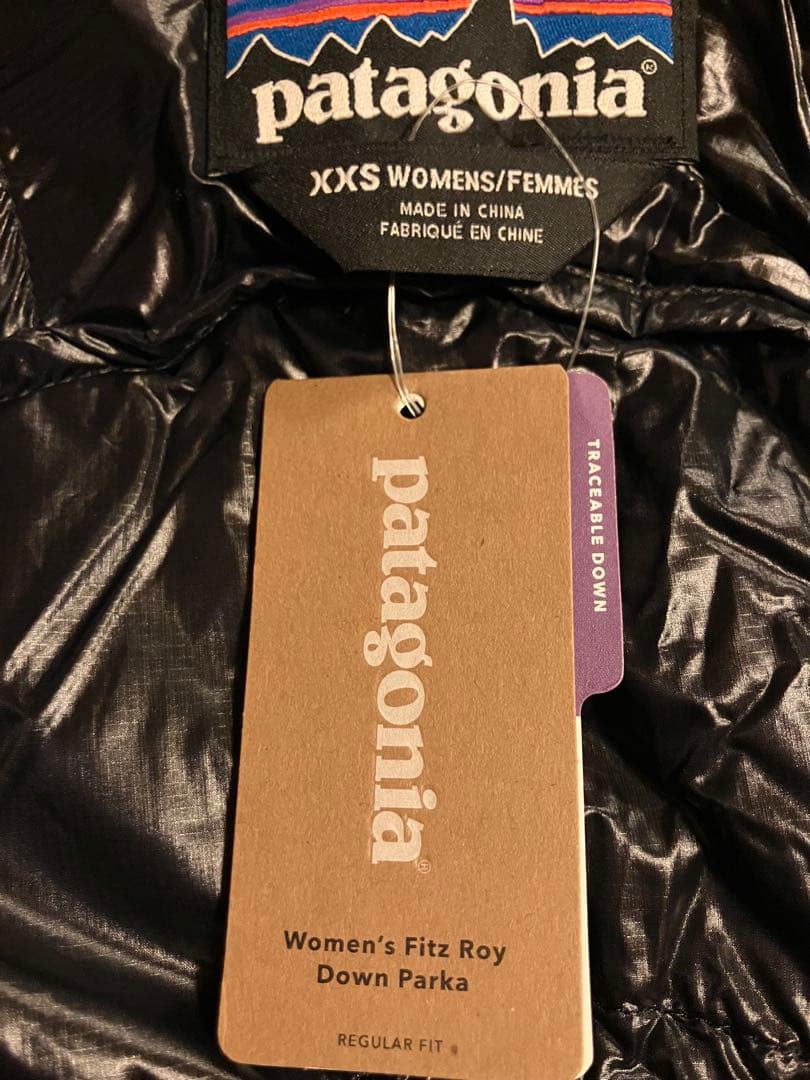 patagonia®
XXS WOMENS/FEMMES
MADE IN CHINA
FABRIQUÉ EN CHINE
patagonia®
TRACEABLE DOWN
Women's Fitz Roy
Down Parka
REGULAR FIT